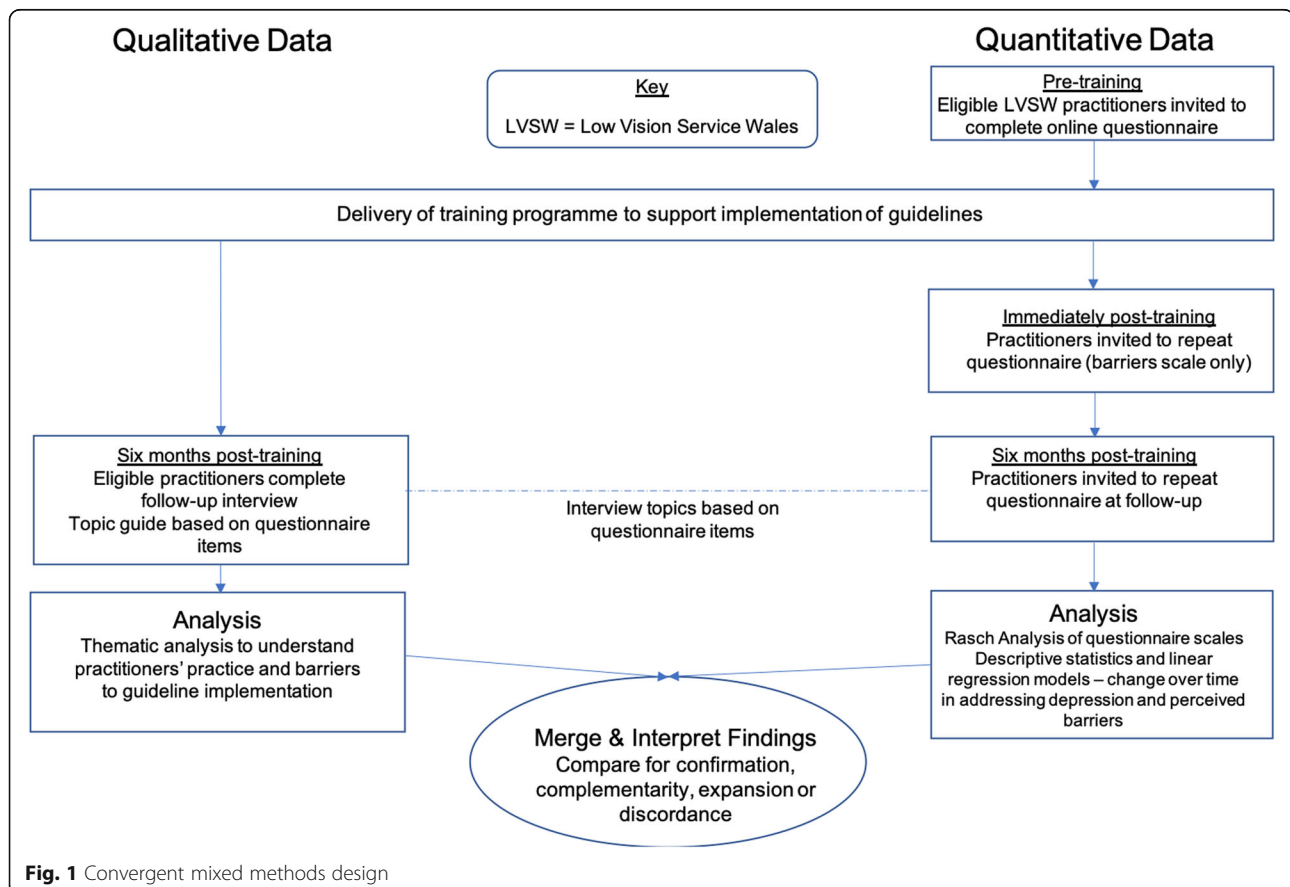 Qualitative Data
Quantitative Data
Key
LVSW = Low Vision Service Wales
Pre-training
Eligible LVSW practitioners invited to
complete online questionnaire
Delivery of training programme to support implementation of guidelines
Immediately post-training
Practitioners invited to repeat
questionnaire (barriers scale only)
Six months post-training
Eligible practitioners complete
follow-up interview
Topic guide based on questionnaire
items
Interview topics based on
questionnaire items
Six months post-training
Practitioners invited to repeat
questionnaire at follow-up
Analysis
Thematic analysis to understand
practitioners’ practice and barriers
to guideline implementation
Analysis
Rasch Analysis of questionnaire scales
Descriptive statistics and linear
regression models – change over time
in addressing depression and perceived
barriers
Merge & Interpret Findings
Compare for confirmation,
complementarity, expansion or
discordance
Fig. 1 Convergent mixed methods design